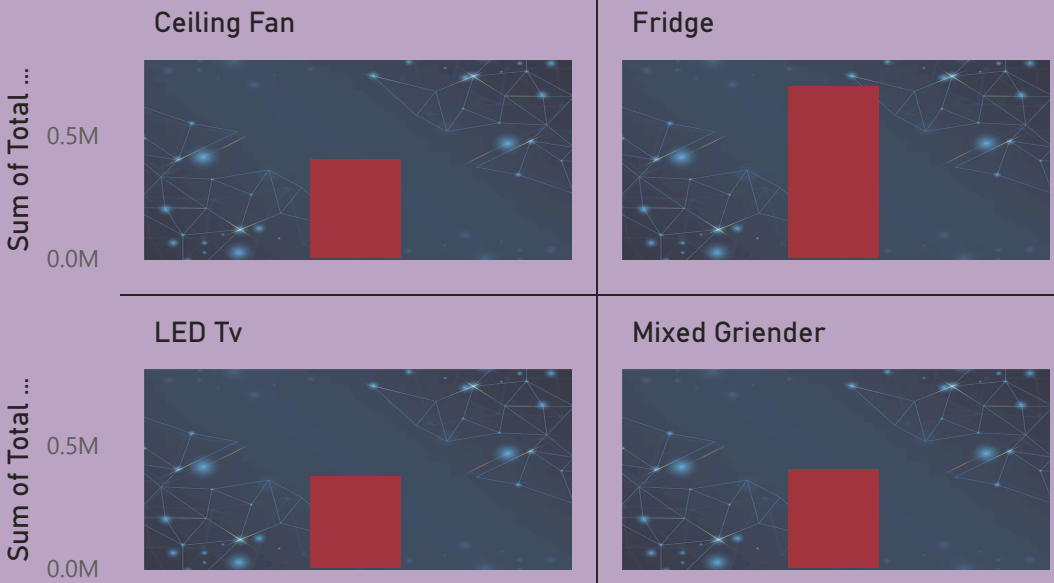 Ceiling Fan
Fridge
Sum of Total ...
0.5M
0.0M
LED Tv
Mixed Griender
Sum of Total ...
0.5M
0.0M